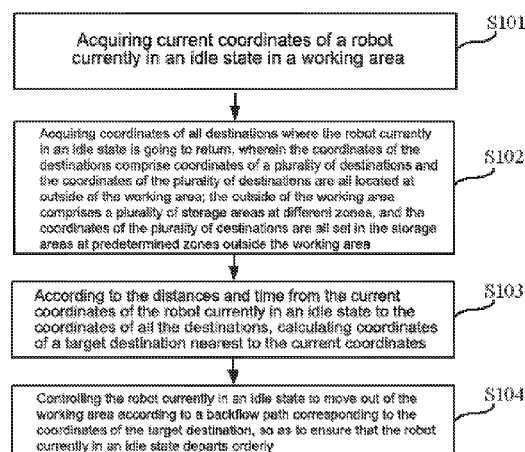 S101
Acquiring current coordinates of a robot
currently in an idle state in a working area
S102
Acquiring coordinates of all destinations where the robot currently
in an idle state is going to return, wherein the coordinates of the
destinations comprise coordinates of a plurality of destinations and
the coordinates of the plurality of destinations are all located at
outside of the working area; the outside of the working area
comprises a plurality of storage areas at different zones, and the
coordinates of the plurality of destinations are all set in the storage
areas at predetermined zones outside the working area
S103
According to the distances and time from the current
coordinates of the robot currently in an idle state to the
coordinates of all the destinations, calculating coordinates
of a target destination nearest to the current coordinates
S104
Controlling the robot currently in an idle state to move out of the
working area according to a backflow path corresponding to the
coordinates of the target destination, so as to ensure that the robot
currently in an idle state departs orderly